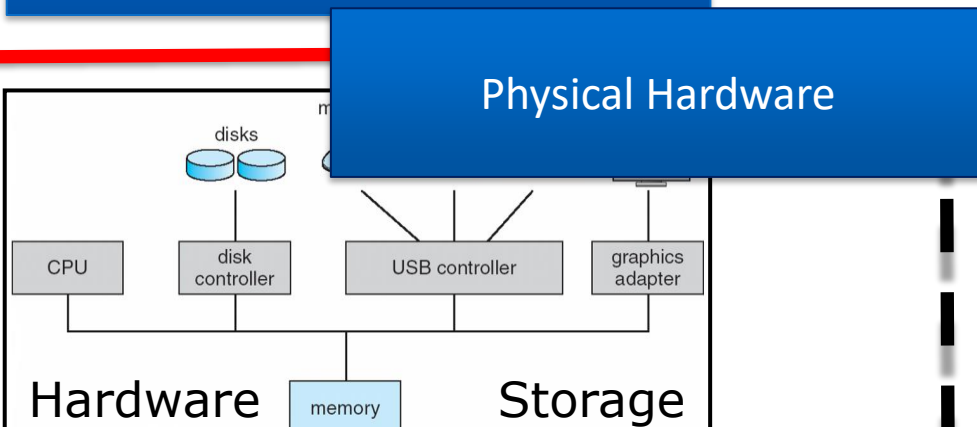 Physical Hardware
disks
CPU
disk
controller
USB controller
graphics
adapter
Hardware
memory
Storage